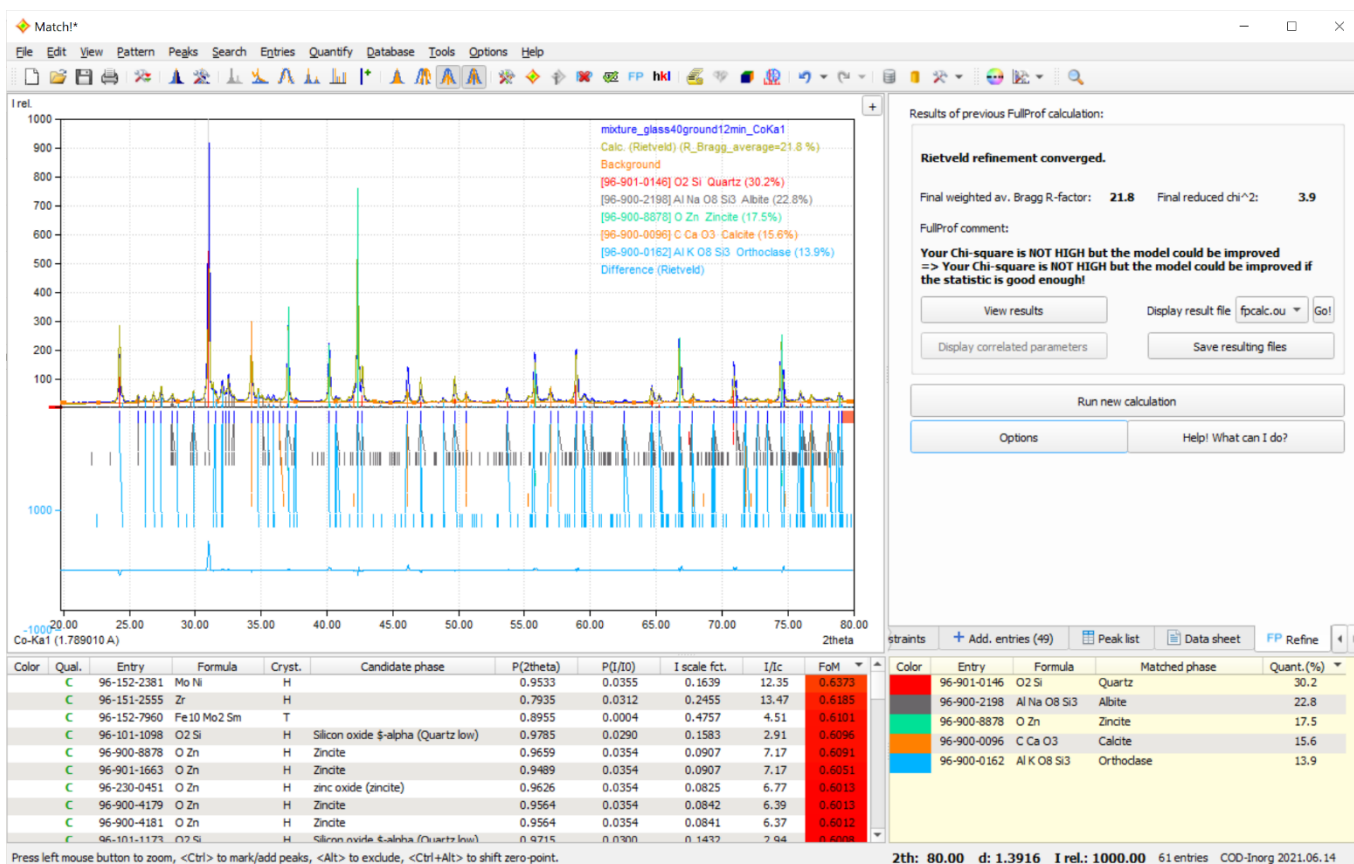 Match!*
File Edit View Pattern Peaks Search Entries Quantify Database Tools Options Help
FP hkl
I rel.
+
1000
900
800
700
600
500
400
300
200
100
1000
-1000
mixture_glass40ground12min_CoKa1
Calc. (Rietveld) (R_Bragg_average=21.8 %)
Background
[96-901-0146] O2 Si Quartz (30.2%)
[96-900-2198] Al Na O8 Si3 Albite (22.8%)
[96-900-8878] O Zn Zincite (17.5%)
[96-900-0096] C Ca O3 Calcite (15.6%)
[96-900-0162] Al K O8 Si3 Orthoclase (13.9%)
Difference (Rietveld)
20.00 25.00 30.00 35.00 40.00 45.00 50.00 55.00 60.00 65.00 70.00 75.00 80.00
Co-Ka1 (1.789010 A) 2theta
Results of previous FullProf calculation:
Rietveld refinement converged.
Final weighted av. Bragg R-factor: 21.8 Final reduced chi^2: 3.9
FullProf comment:
Your Chi-square is NOT HIGH but the model could be improved
=> Your Chi-square is NOT HIGH but the model could be improved if
the statistic is good enough!
View results Display result file fpcalc.ou Go!
Display correlated parameters Save resulting files
Run new calculation
Options Help! What can I do?
straints Add. entries (49) Peak list Data sheet FP Refine
Color Qual. Entry Formula Cryst. Candidate phase P(2theta) P(I/I0) I scale fct. I/Ic FoM
C 96-152-2381 Mo Ni H 0.9533 0.0355 0.1639 12.35 0.6373
C 96-151-2555 Zr H 0.7935 0.0312 0.2455 13.47 0.6185
C 96-152-7960 Fe10 Mo2 Sm T 0.8955 0.0004 0.4757 4.51 0.6101
C 96-101-1098 O2 Si H Silicon oxide $-alpha (Quartz low) 0.9785 0.0290 0.1583 2.91 0.6096
C 96-900-8878 O Zn H Zincite 0.9659 0.0354 0.0907 7.17 0.6091
C 96-901-1663 O Zn H Zincite 0.9489 0.0354 0.0907 7.17 0.6051
C 96-230-0451 O Zn H zinc oxide (zincite) 0.9626 0.0354 0.0825 6.77 0.6013
C 96-900-4179 O Zn H Zincite 0.9564 0.0354 0.0842 6.39 0.6013
C 96-900-4181 O Zn H Zincite 0.9564 0.0354 0.0841 6.37 0.6012
C 96-101-1173 O2 Si H Silicon oxide $-alpha (Quartz low) 0.9715 0.0300 0.1432 2.94 0.6008
Color Entry Formula Matched phase Quant.(%)
96-901-0146 O2 Si Quartz 30.2
96-900-2198 Al Na O8 Si3 Albite 22.8
96-900-8878 O Zn Zincite 17.5
96-900-0096 C Ca O3 Calcite 15.6
96-900-0162 Al K O8 Si3 Orthoclase 13.9
Press left mouse button to zoom, <Ctrl> to mark/add peaks, <Alt> to exclude, <Ctrl+Alt> to shift zero-point.
2th: 80.00 d: 1.3916 I rel.: 1000.00 61 entries COD-Inorg 2021.06.14